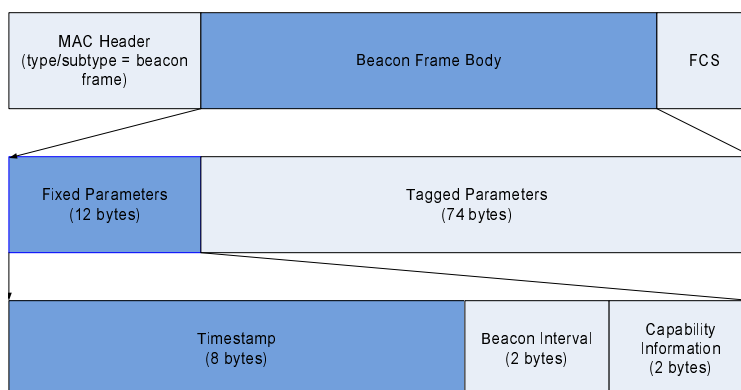 MAC Header
(type/subtype = beacon
frame)
Beacon Frame Body
FCS
Fixed Parameters
(12 bytes)
Tagged Parameters
(74 bytes)
Timestamp
(8 bytes)
Beacon Interval
(2 bytes)
Capability
Information
(2 bytes)